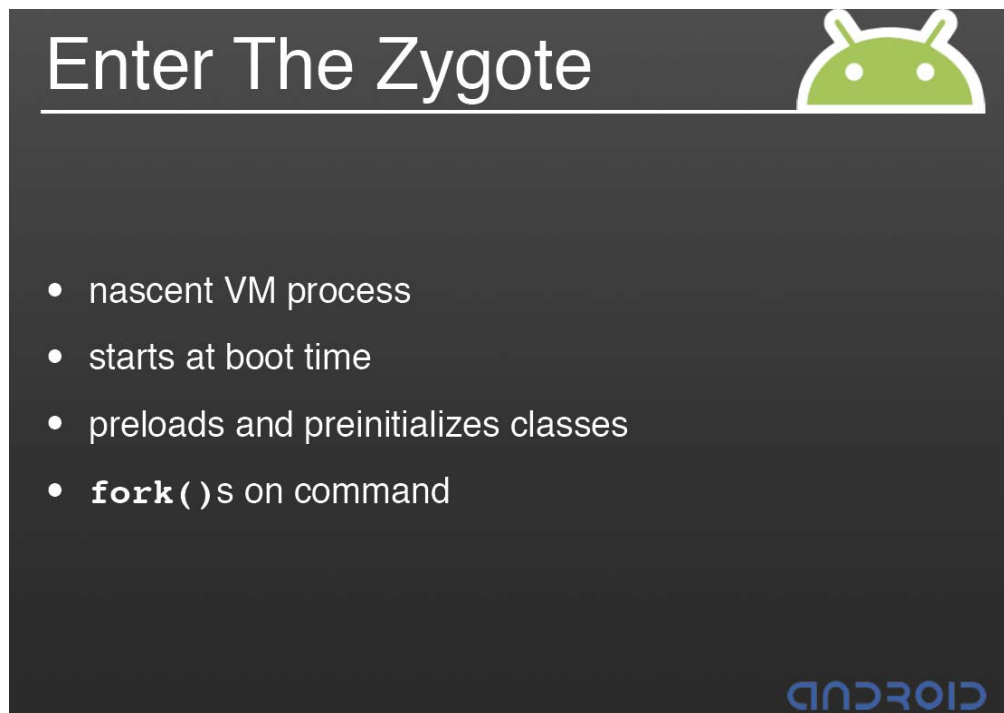 Enter The Zygote
• nascent VM process
• starts at boot time
• preloads and preinitializes classes
• fork()s on command
ANDROID